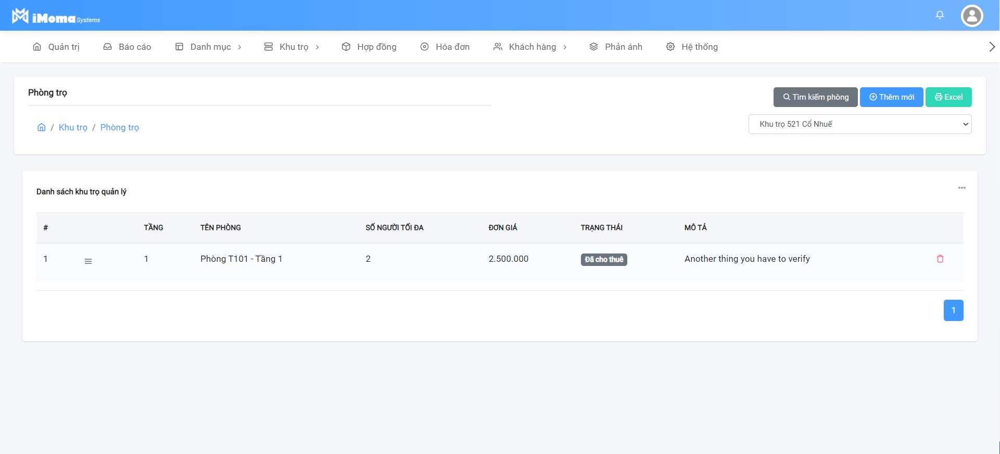 iMoma Systems
Quản trị Báo cáo Danh mục Khu trọ Hợp đồng Hóa đơn Khách hàng Phản ánh Hệ thống
Phòng trọ
Tìm kiếm phòng Thêm mới Excel
/ Khu trọ / Phòng trọ
Khu trọ 521 Cổ Nhuế
Danh sách khu trọ quản lý
# TẦNG TÊN PHÒNG SỐ NGƯỜI TỐI ĐA ĐƠN GIÁ TRẠNG THÁI MÔ TẢ
1 1 Phòng T101 - Tầng 1 2 2.500.000 Đã cho thuê Another thing you have to verify
1